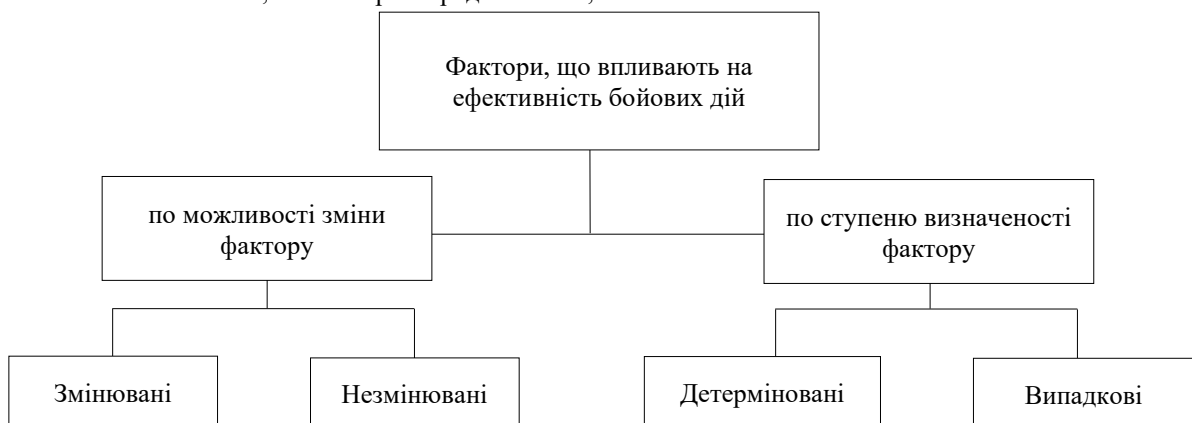 Фактори, що впливають на
ефективність бойових дій
по можливості зміни
фактору
по ступеню визначеності
фактору
Змінювані
Незмінювані
Детерміновані
Випадкові